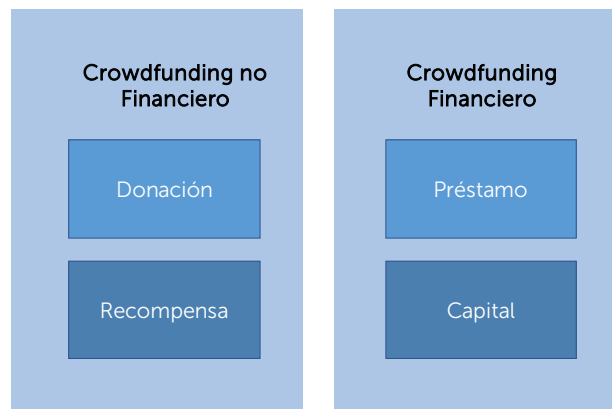 Crowdfunding no
Financiero
Donación
Recompensa
Crowdfunding
Financiero
Préstamo
Capital